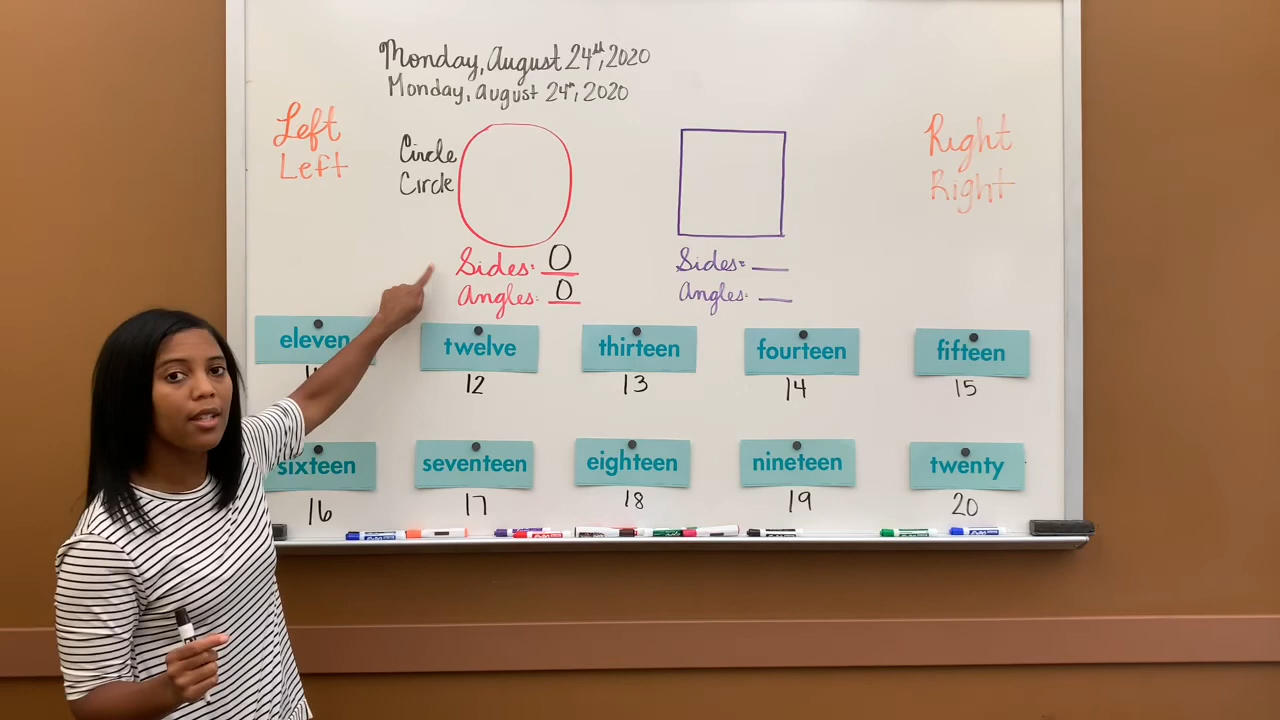 Monday, August 24th, 2020
Monday, August 24th, 2020
Left
Left
Circle
Circle
Right
Right
Sides: 0
Angles: 0
Sides= __
Angles: __
eleven
twelve
thirteen
fourteen
fifteen
12
13
14
15
sixteen
seventeen
eighteen
nineteen
twenty
16
17
18
19
20